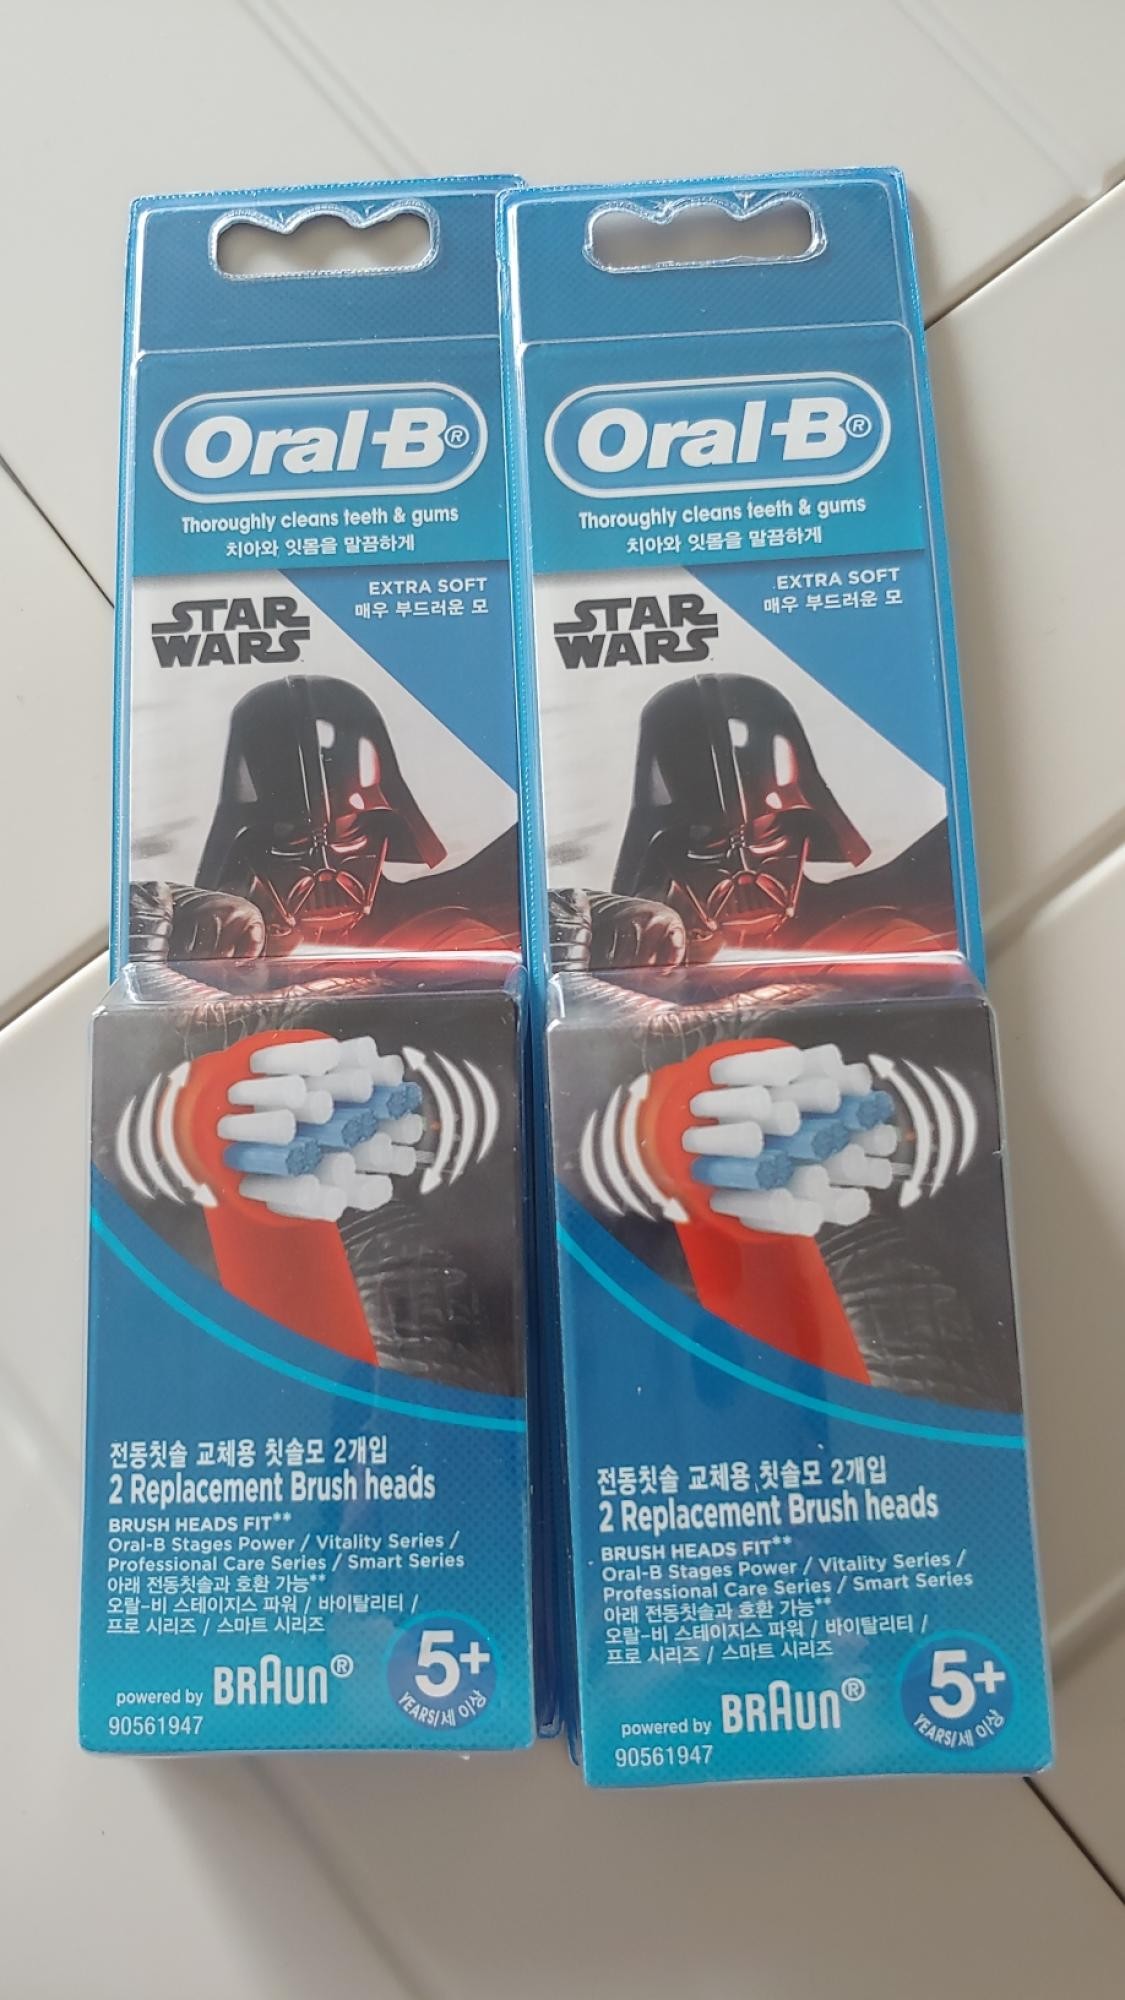 Oral-B®
Thoroughly cleans teeth & gums
치아와 잇몸을 말끔하게
EXTRA SOFT
매우 부드러운 모
STAR
WARS
전동칫솔 교체용 칫솔모 2개입
2 Replacement Brush heads
BRUSH HEADS FIT**
Oral-B Stages Power / Vitality Series /
Professional Care Series / Smart Series
아래 전동칫솔과 호환 가능**
오랄-비 스테이지스 파워 / 바이탈리티 /
프로 시리즈 / 스마트 시리즈
powered by BRAUN®
90561947
5+
YEARS/세 이상
Oral-B®
Thoroughly cleans teeth & gums
치아와 잇몸을 말끔하게
EXTRA SOFT
매우 부드러운 모
STAR
WARS
전동칫솔 교체용 칫솔모 2개입
2 Replacement Brush heads
BRUSH HEADS FIT**
Oral-B Stages Power / Vitality Series /
Professional Care Series / Smart Series
아래 전동칫솔과 호환 가능**
오랄-비 스테이지스 파워 / 바이탈리티 /
프로 시리즈 / 스마트 시리즈
powered by BRAUN®
90561947
5+
YEARS/세 이상